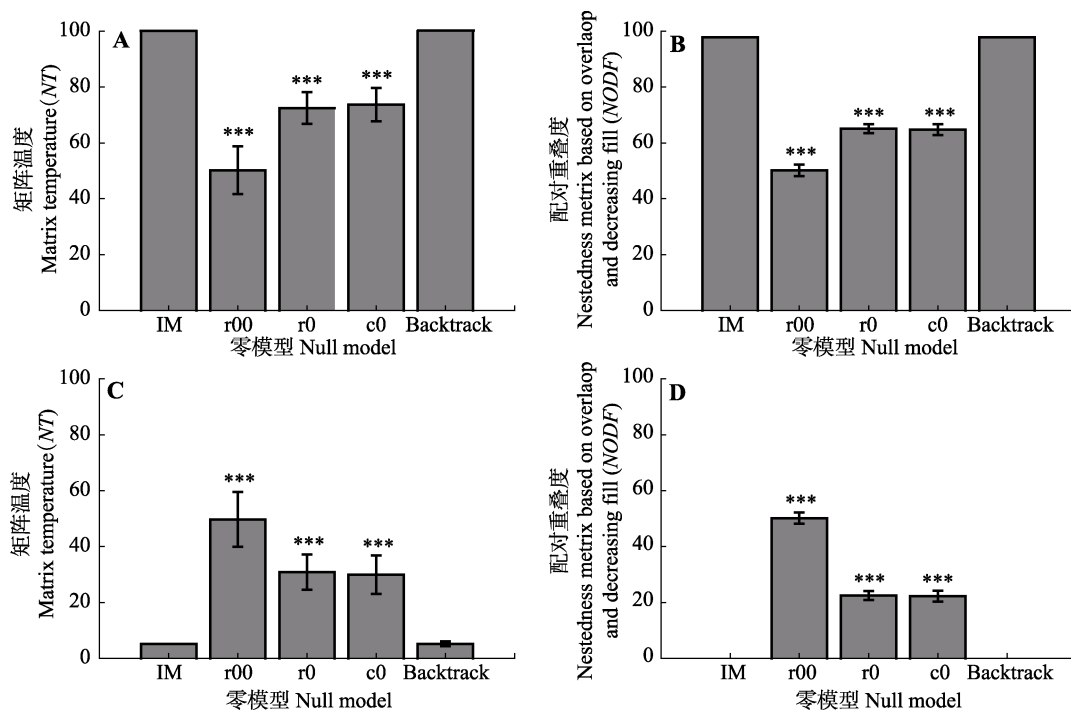 A
100
80
60
40
20
0
矩阵温度
Matrix temperature (NT)
***
***
***
IM r00 r0 c0 Backtrack
零模型 Null model
B
100
80
60
40
20
0
配对重叠度
Nestedness metrix based on overlaop
and decreasing fill (NODF)
***
***
***
IM r00 r0 c0 Backtrack
零模型 Null model
C
100
80
60
40
20
0
矩阵温度
Matrix temperature (NT)
***
***
***
IM r00 r0 c0 Backtrack
零模型 Null model
D
100
80
60
40
20
0
配对重叠度
Nestedness metrix based on overlaop
and decreasing fill (NODF)
***
***
***
IM r00 r0 c0 Backtrack
零模型 Null model